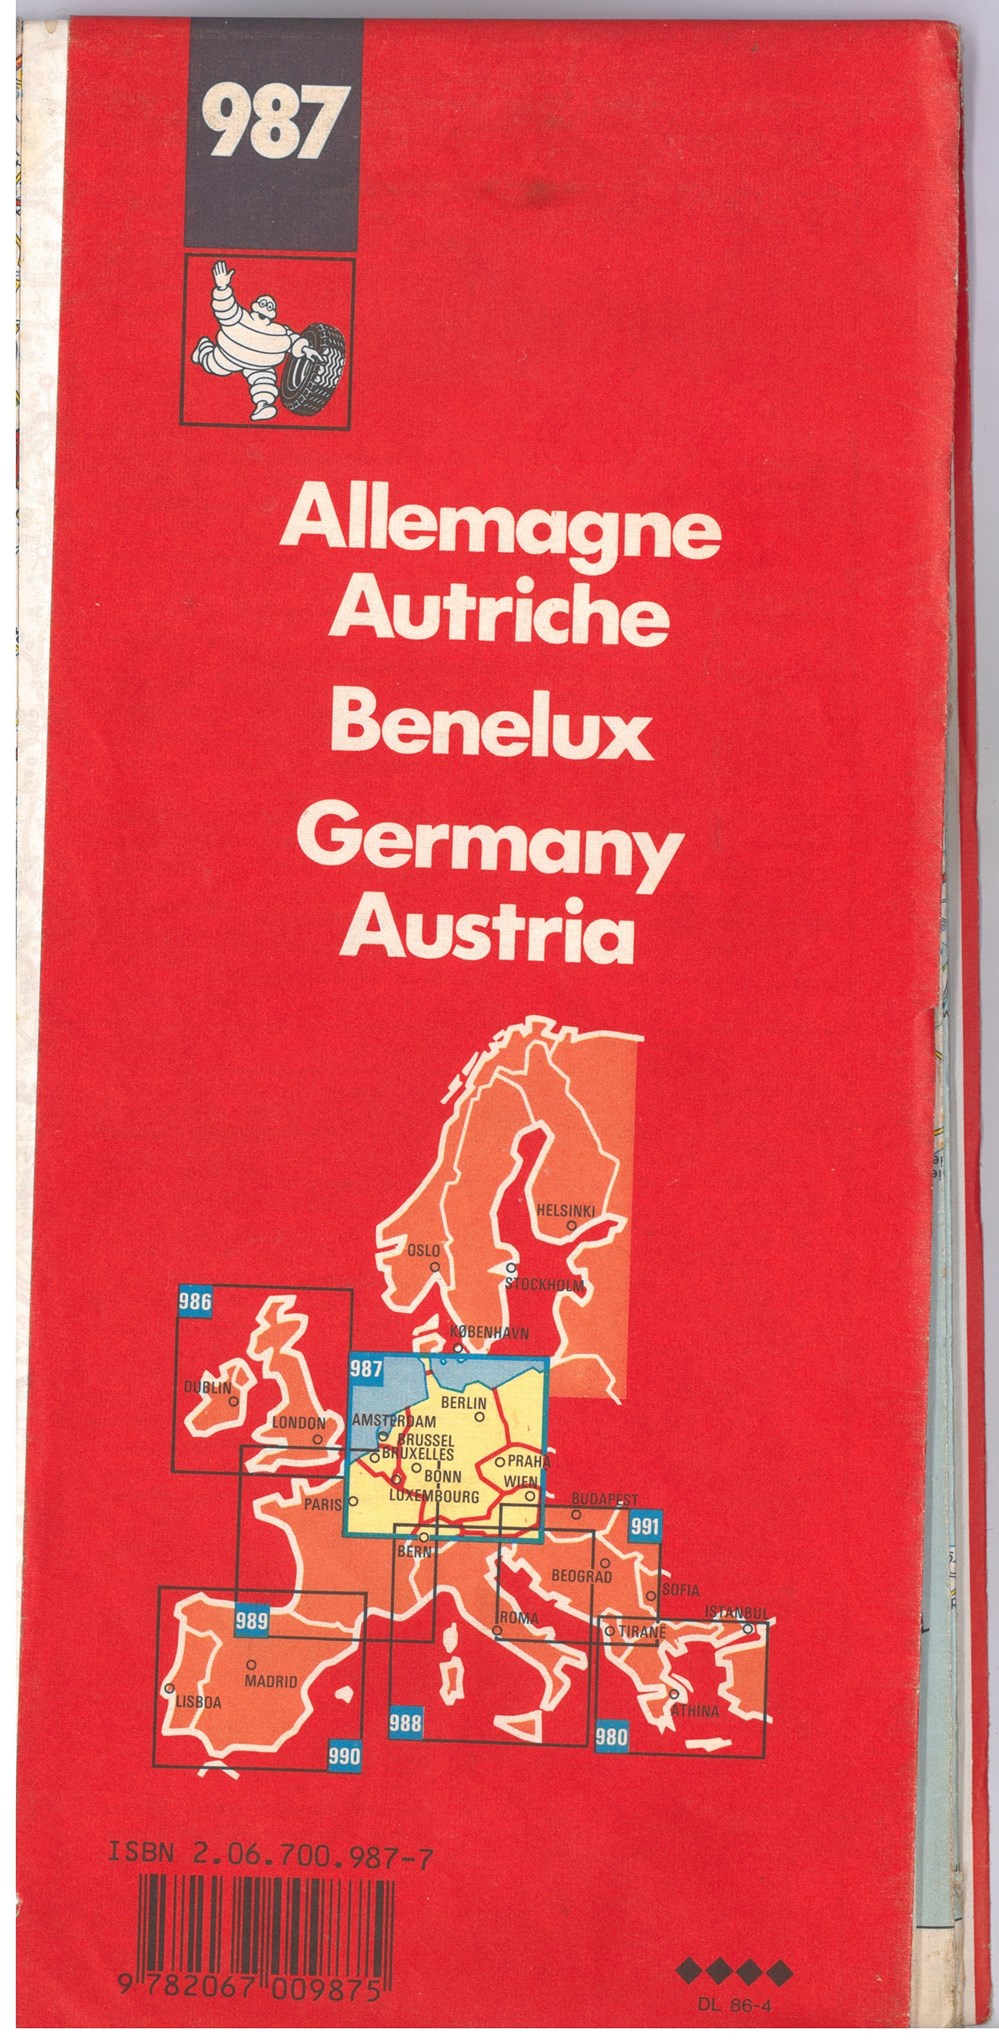 987
Allemagne
Autriche
Benelux
Germany
Austria
HELSINKI
OSLO
STOCKHOLM
KØBENHAVN
986
987
DUBLIN
LONDON
BERLIN
AMSTERDAM
BRUSSEL
BRUXELLES
PRAHA
BONN
WIEN
LUXEMBOURG
PARIS
BUDAPEST
991
BERN
BEOGRAD
SOFIA
ISTANBUL
989
ROMA
TIRANË
MADRID
LISBOA
ATHINA
988
980
990
ISBN 2.06.700.987-7
9 782067 009875
DL 86-4